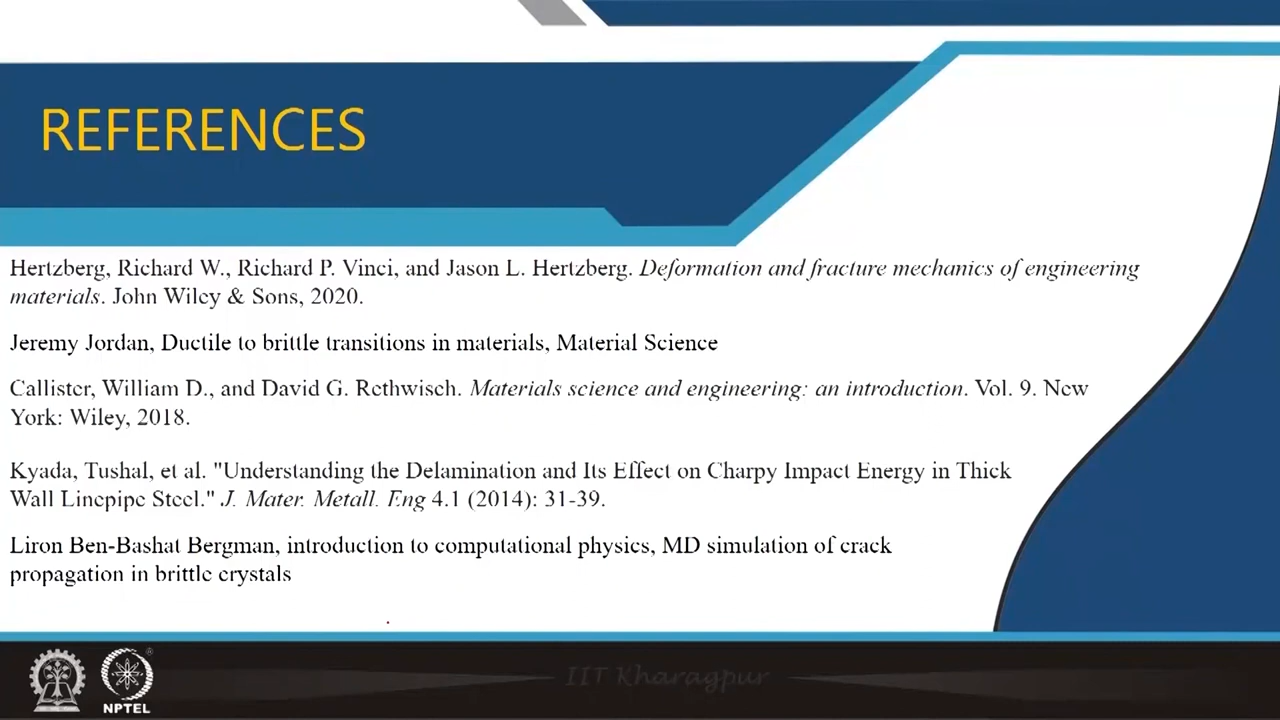 REFERENCES
Hertzberg, Richard W., Richard P. Vinci, and Jason L. Hertzberg. Deformation and fracture mechanics of engineering
materials. John Wiley & Sons, 2020.
Jeremy Jordan, Ductile to brittle transitions in materials, Material Science
Callister, William D., and David G. Rethwisch. Materials science and engineering: an introduction. Vol. 9. New
York: Wiley, 2018.
Kyada, Tushal, et al. "Understanding the Delamination and Its Effect on Charpy Impact Energy in Thick
Wall Linepipe Steel." J. Mater. Metall. Eng 4.1 (2014): 31-39.
Liron Ben-Bashat Bergman, introduction to computational physics, MD simulation of crack
propagation in brittle crystals
IIT Kharagpur
NPTEL